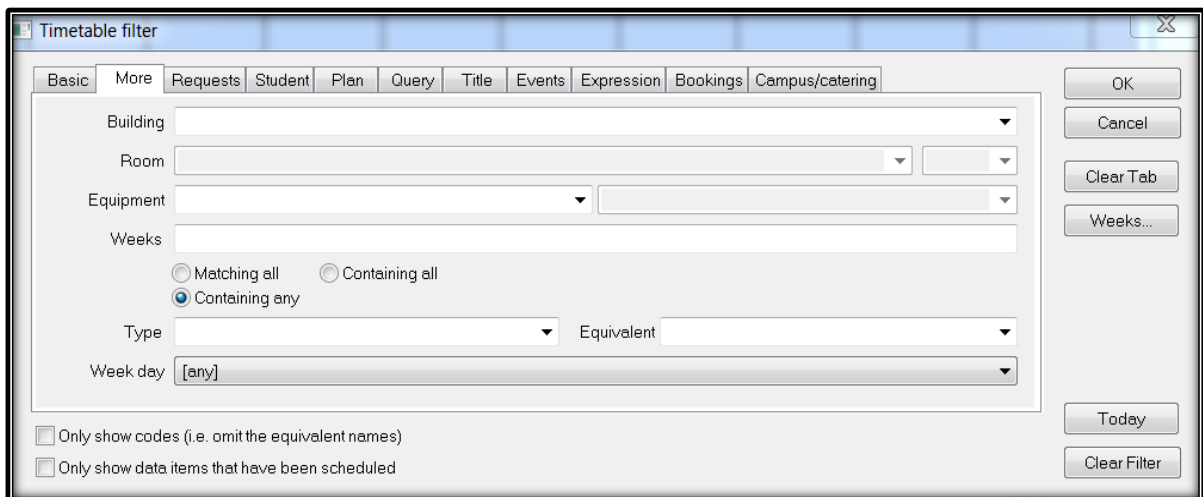 Timetable filter
Basic More Requests Student Plan Query Title Events Expression Bookings Campus/catering
OK
Building
Cancel
Room
Clear Tab
Equipment
Weeks...
Weeks
Matching all Containing all
Containing any
Type Equivalent
Week day [any]
Today
Only show codes (i.e. omit the equivalent names)
Clear Filter
Only show data items that have been scheduled